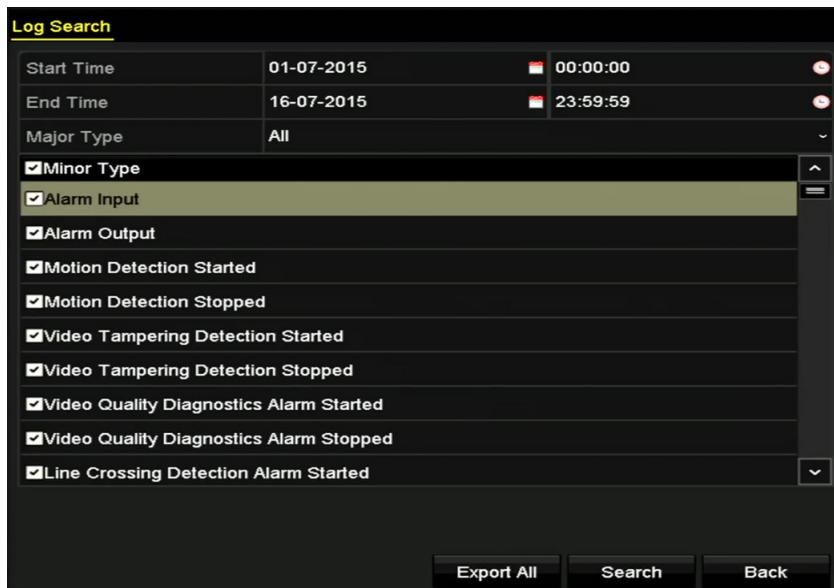 Log Search
Start Time 01-07-2015 00:00:00
End Time 16-07-2015 23:59:59
Major Type All
Minor Type
Alarm Input
Alarm Output
Motion Detection Started
Motion Detection Stopped
Video Tampering Detection Started
Video Tampering Detection Stopped
Video Quality Diagnostics Alarm Started
Video Quality Diagnostics Alarm Stopped
Line Crossing Detection Alarm Started
Export All Search Back